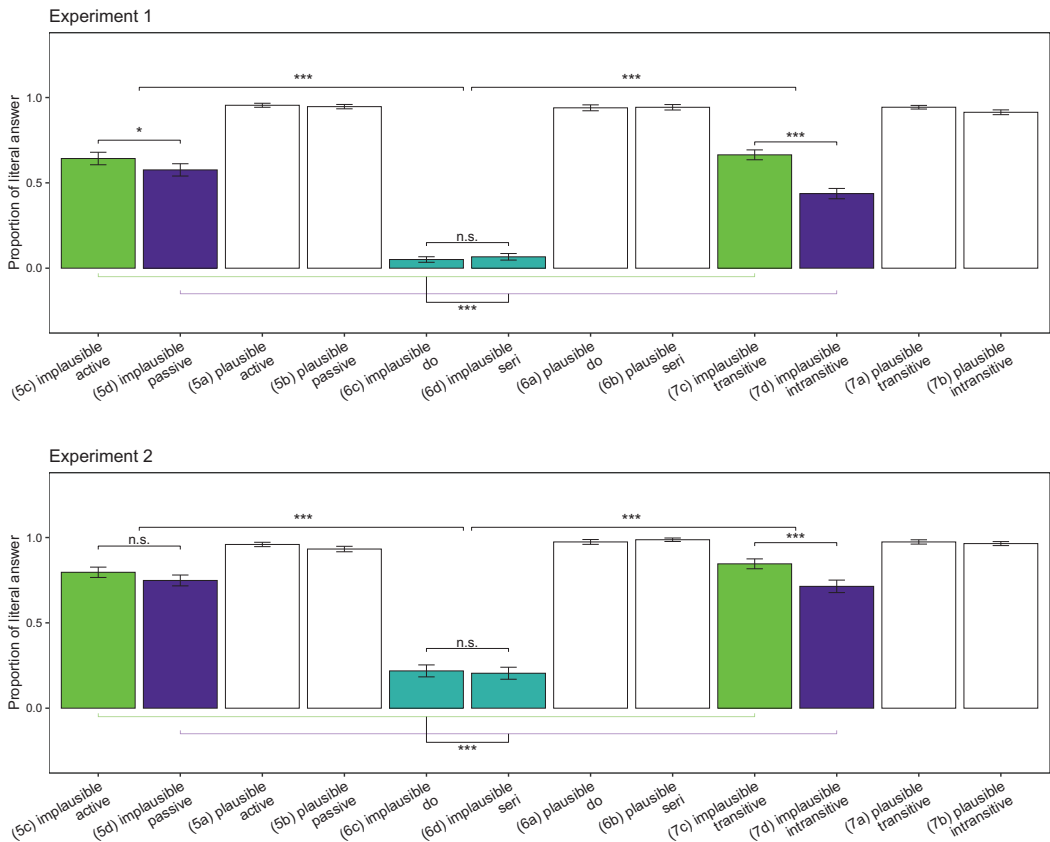 Experiment 1
Proportion of literal answer
1.0
0.5
0.0
*
***
n.s.
***
***
***
(5c) implausible
active
(5d) implausible
passive
(5a) plausible
active
(5b) plausible
passive
(6c) implausible
do
(6d) implausible
seri
(6a) plausible
do
(6b) plausible
seri
(7c) implausible
transitive
(7d) implausible
intransitive
(7a) plausible
transitive
(7b) plausible
intransitive
Experiment 2
Proportion of literal answer
1.0
0.5
0.0
n.s.
***
n.s.
***
***
***
(5c) implausible
active
(5d) implausible
passive
(5a) plausible
active
(5b) plausible
passive
(6c) implausible
do
(6d) implausible
seri
(6a) plausible
do
(6b) plausible
seri
(7c) implausible
transitive
(7d) implausible
intransitive
(7a) plausible
transitive
(7b) plausible
intransitive